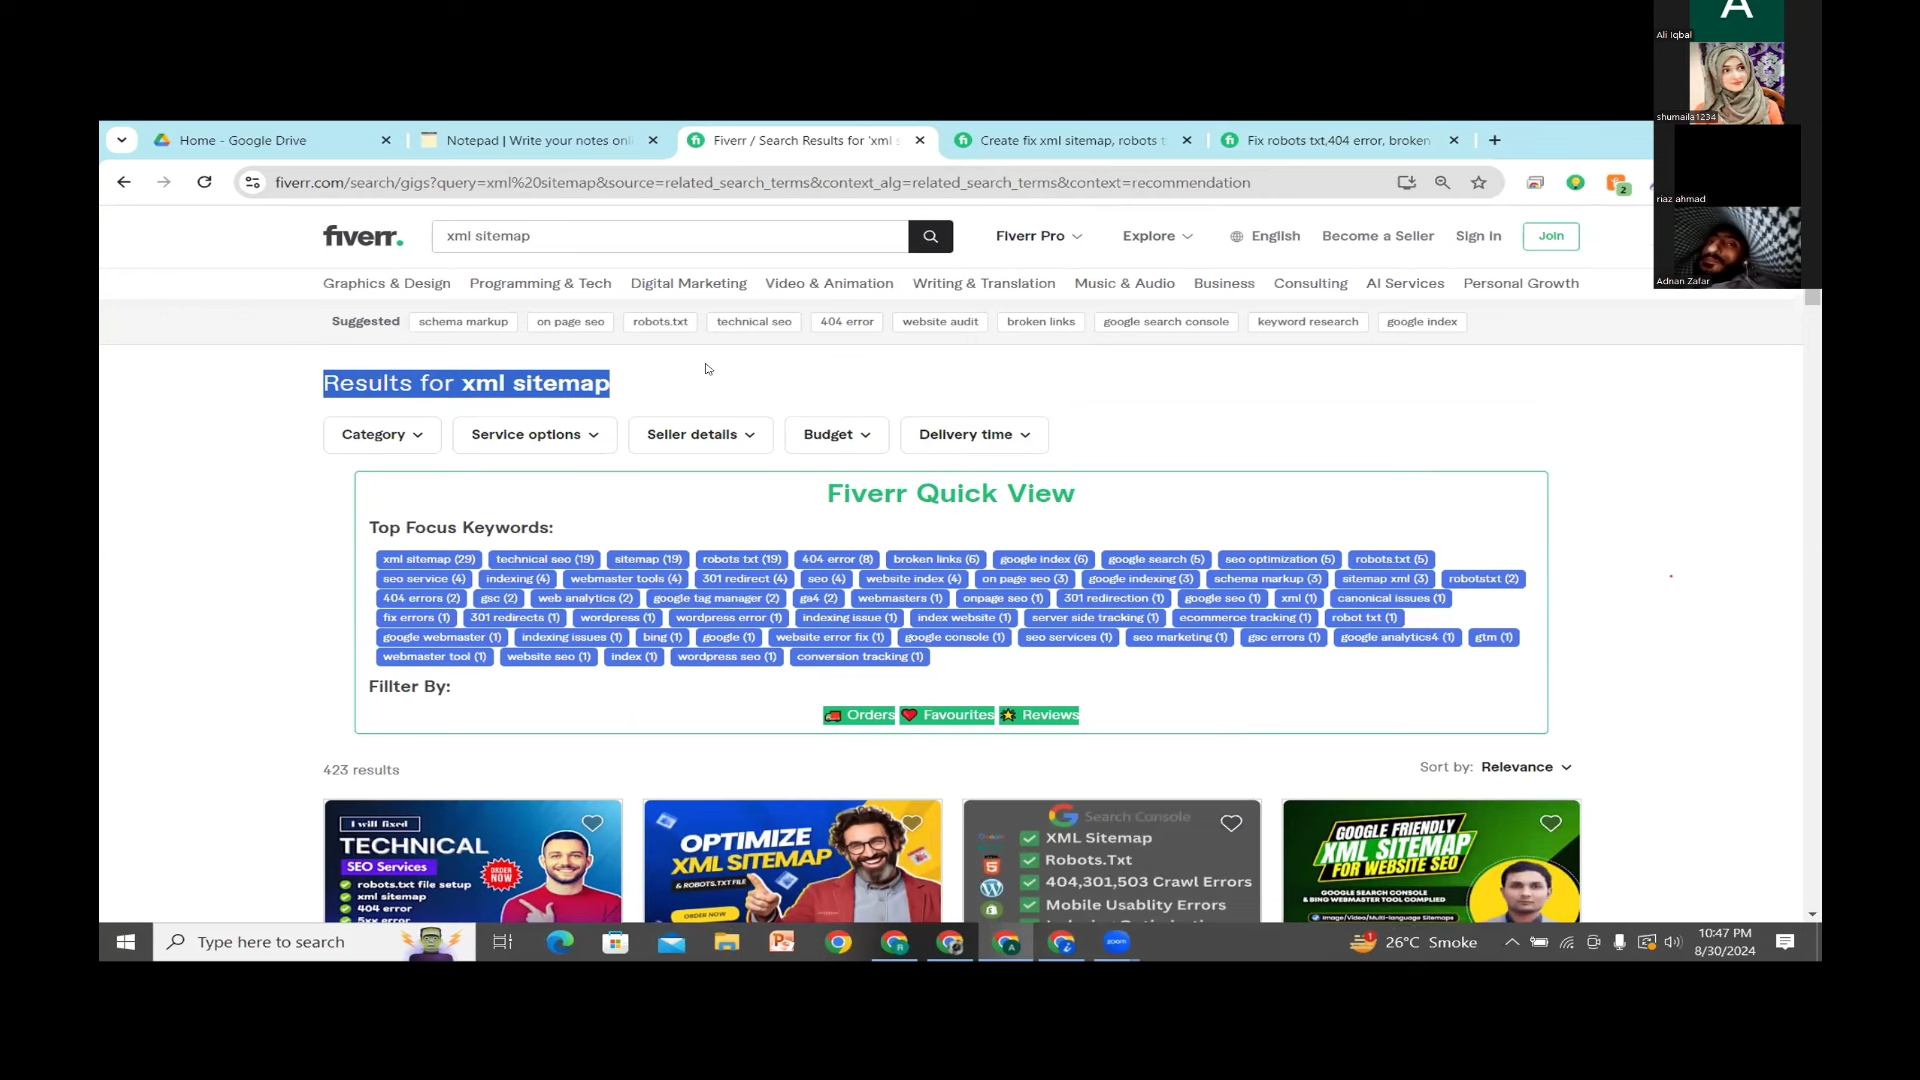 A
Ali Iqbal
shumaila1234
riaz ahmad
Adnan Zafar
Home - Google Drive
Notepad | Write your notes onli
Fiverr / Search Results for 'xml s
Create fix xml sitemap, robots t
Fix robots txt,404 error, broken
fiverr.com/search/gigs?query=xml%20sitemap&source=related_search_terms&context_alg=related_search_terms&context=recommendation
2
fiverr.
xml sitemap
Fiverr Pro
Explore
English
Become a Seller
Sign In
Join
Graphics & Design Programming & Tech Digital Marketing Video & Animation Writing & Translation Music & Audio Business Consulting AI Services Personal Growth
Suggested schema markup on page seo robots.txt technical seo 404 error website audit broken links google search console keyword research google index
Results for xml sitemap
Category Service options Seller details Budget Delivery time
Fiverr Quick View
Top Focus Keywords:
xml sitemap (29) technical seo (19) sitemap (19) robots txt (19) 404 error (8) broken links (6) google index (6) google search (5) seo optimization (5) robots.txt (5)
seo service (4) indexing (4) webmaster tools (4) 301 redirect (4) seo (4) website index (4) on page seo (3) google indexing (3) schema markup (3) sitemap xml (3) robotstxt (2)
404 errors (2) gsc (2) web analytics (2) google tag manager (2) ga4 (2) webmasters (1) onpage seo (1) 301 redirection (1) google seo (1) xml (1) canonical issues (1)
fix errors (1) 301 redirects (1) wordpress (1) wordpress error (1) indexing issue (1) index website (1) server side tracking (1) ecommerce tracking (1) robot txt (1)
google webmaster (1) indexing issues (1) bing (1) google (1) website error fix (1) google console (1) seo services (1) seo marketing (1) gsc errors (1) google analytics4 (1) gtm (1)
webmaster tool (1) website seo (1) index (1) wordpress seo (1) conversion tracking (1)
Fillter By:
Orders Favourites Reviews
423 results
Sort by: Relevance
I will fixed
TECHNICAL
SEO Services
robots.txt file setup
xml sitemap
404 error
5xx error
ORDER NOW
OPTIMIZE
XML SITEMAP
& ROBOTS.TXT FILE
ORDER NOW
Search Console
XML Sitemap
Robots.Txt
404,301,503 Crawl Errors
Mobile Usablity Errors
GOOGLE FRIENDLY
XML SITEMAP
FOR WEBSITE SEO
GOOGLE SEARCH CONSOLE
& BING WEBMASTER TOOL COMPLIED
Image/Video/Multi-language Sitemaps
Type here to search
zoom
26°C Smoke
10:47 PM
8/30/2024